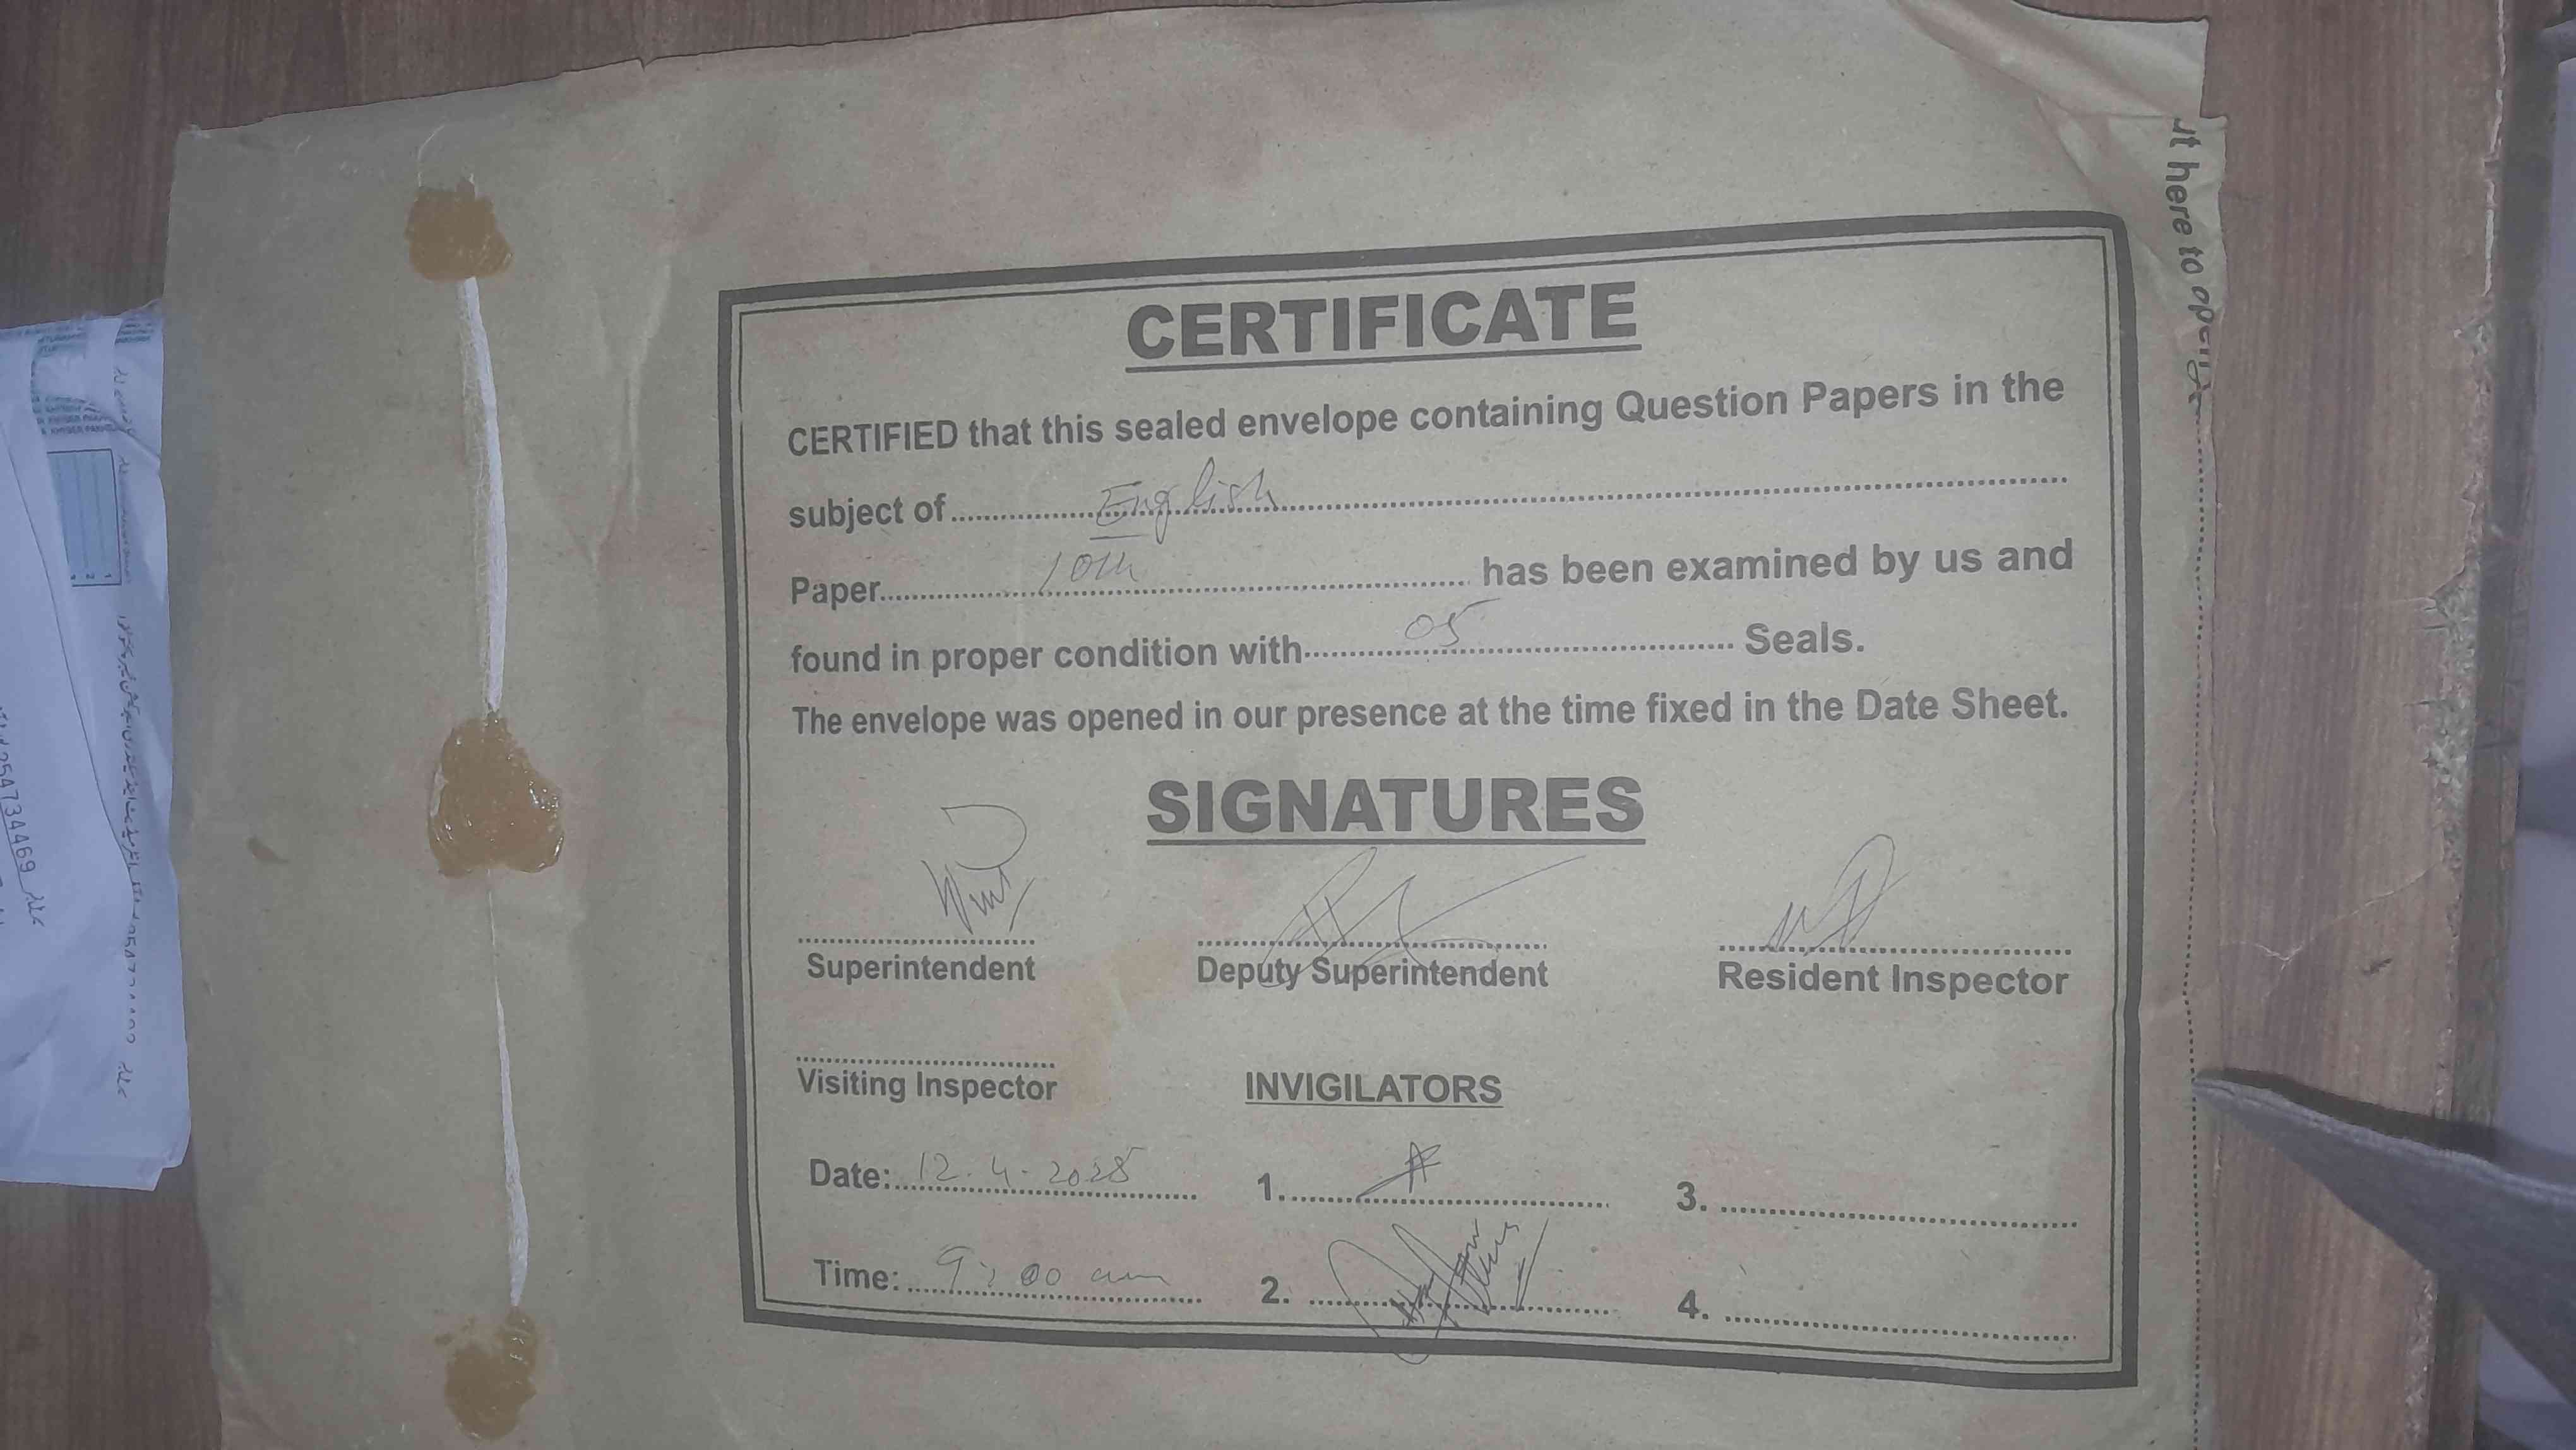 CERTIFICATE
CERTIFIED that this sealed envelope containing Question Papers in the
subject of English
Paper 10th has been examined by us and
found in proper condition with 05 Seals.
The envelope was opened in our presence at the time fixed in the Date Sheet.
SIGNATURES
Superintendent Deputy Superintendent Resident Inspector
Visiting Inspector INVIGILATORS
Date: 12.4.2025 1. 3.
Time: 9:00 am 2. 4.
ut here to open